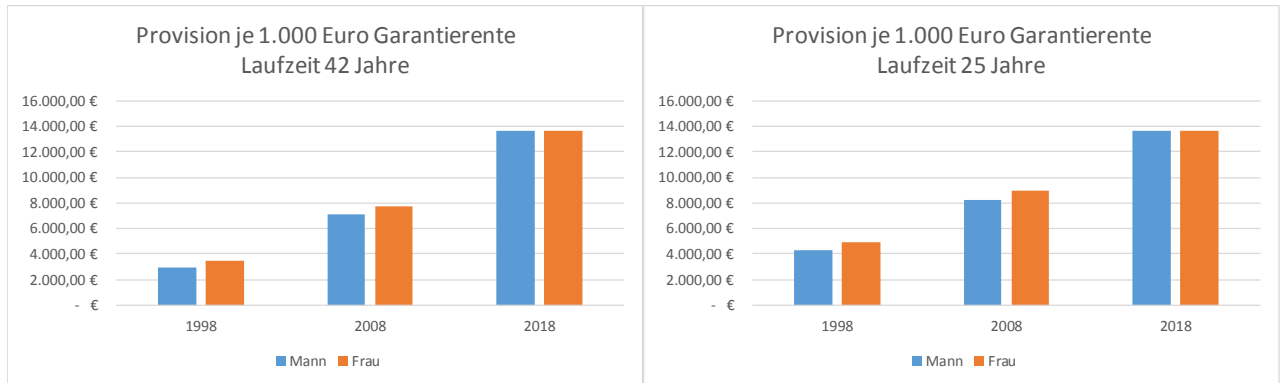 Provision je 1.000 Euro Garantierente
Laufzeit 42 Jahre
16.000,00 €
14.000,00 €
12.000,00 €
10.000,00 €
8.000,00 €
6.000,00 €
4.000,00 €
2.000,00 €
- €
1998 2008 2018
Mann Frau
Provision je 1.000 Euro Garantierente
Laufzeit 25 Jahre
16.000,00 €
14.000,00 €
12.000,00 €
10.000,00 €
8.000,00 €
6.000,00 €
4.000,00 €
2.000,00 €
- €
1998 2008 2018
Mann Frau